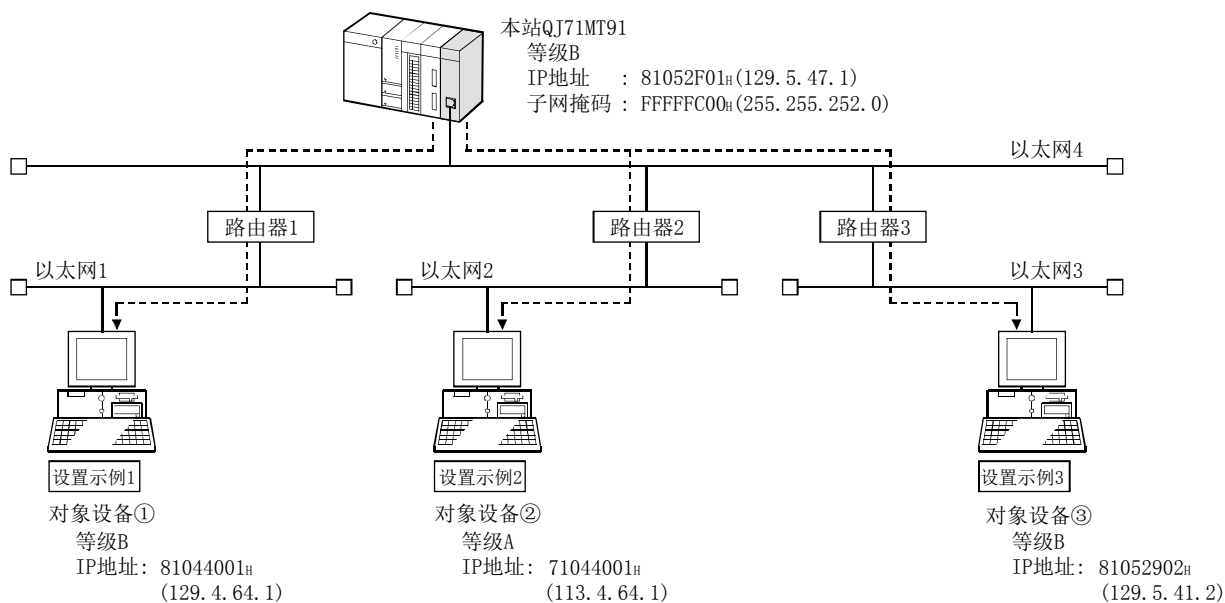 本站QJ71MT91
等级B
IP地址 : 81052F01H(129.5.47.1)
子网掩码 : FFFFFC00H(255.255.252.0)
以太网4
路由器1
路由器2
路由器3
以太网1
以太网2
以太网3
设置示例1
设置示例2
设置示例3
对象设备①
等级B
IP地址: 81044001H
(129.4.64.1)
对象设备②
等级A
IP地址: 71044001H
(113.4.64.1)
对象设备③
等级B
IP地址: 81052902H
(129.5.41.2)